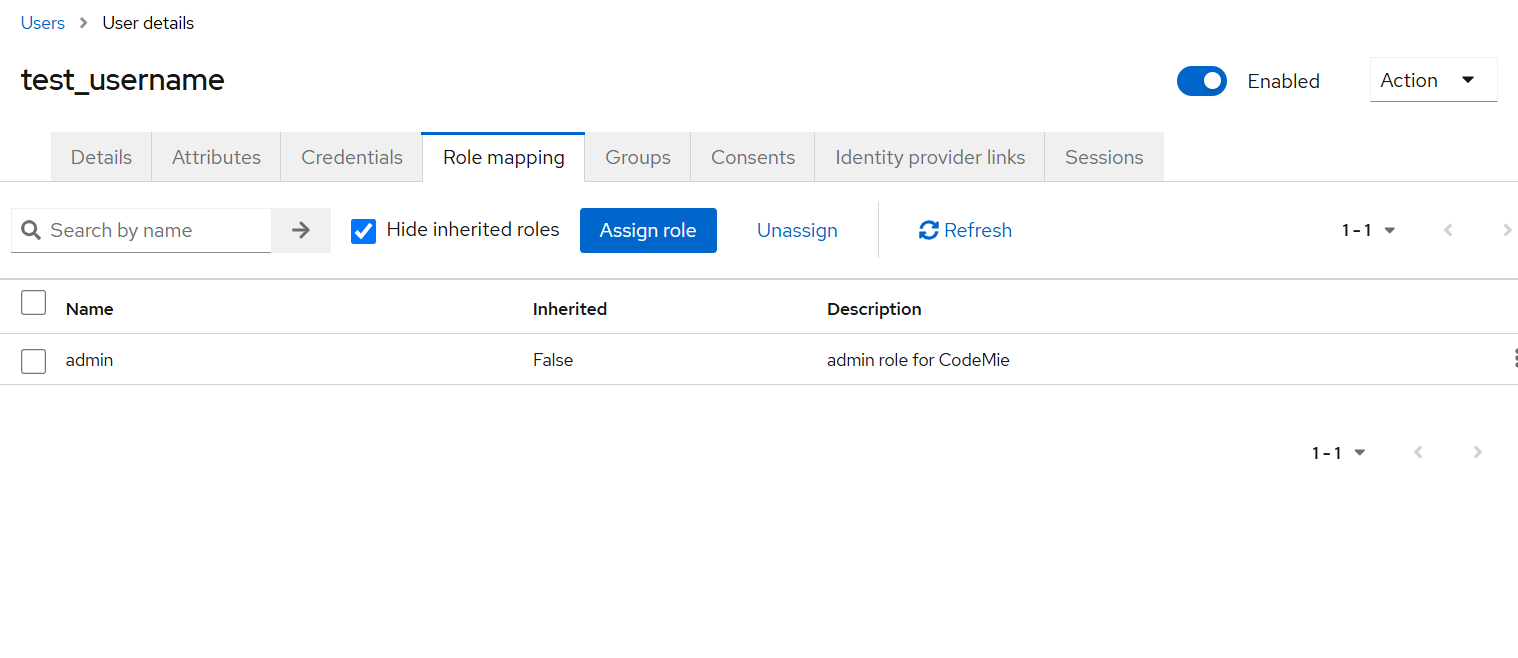 Users > User details
test_username
Enabled
Action
Details Attributes Credentials Role mapping Groups Consents Identity provider links Sessions
Search by name Hide inherited roles Assign role Unassign Refresh 1 - 1
Name Inherited Description
admin False admin role for CodeMie
1 - 1